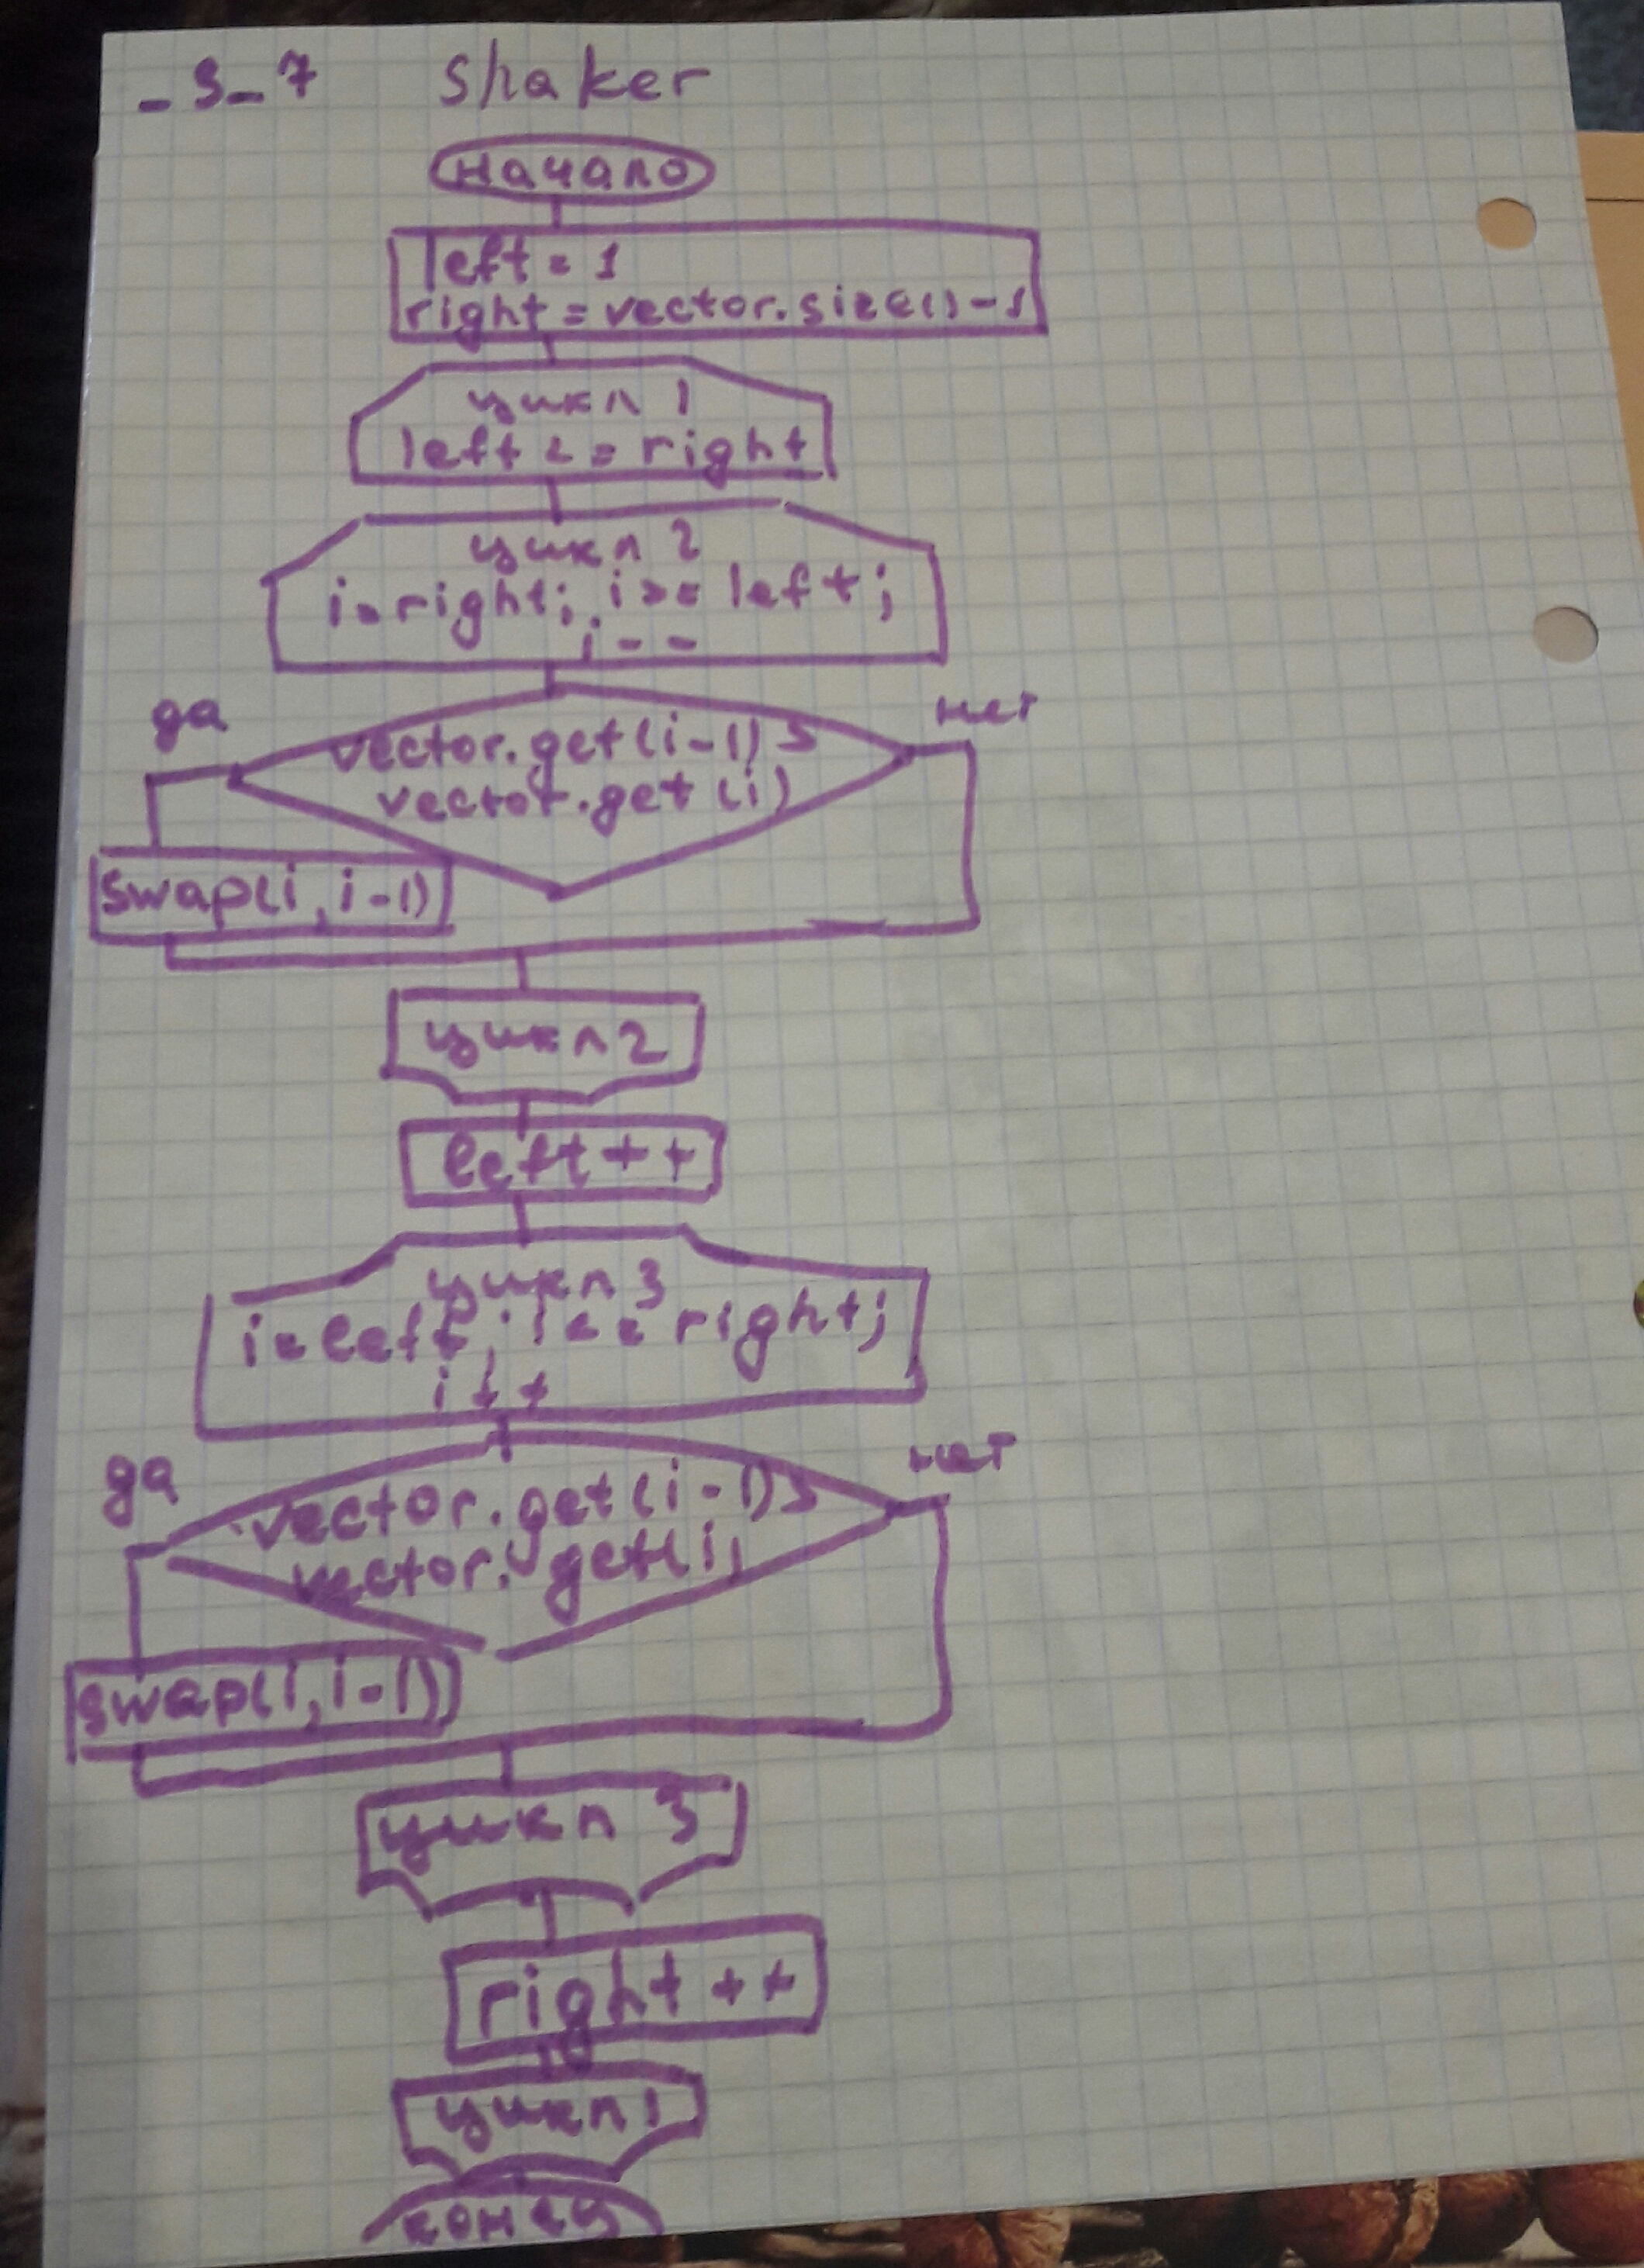 _S_7 Shaker
начало
left = 1
right = vector.size()-1
цикл 1
left <= right
цикл 2
i=right; i>= left;
i--
да
нет
vector.get(i-1)>
vector.get(i)
swap(i, i-1)
цикл 2
left++
цикл 3
i=left; i<=right;
i++
да
нет
vector.get(i-1)>
vector.get(i)
swap(i, i-1)
цикл 3
right ++
цикл 1
конец